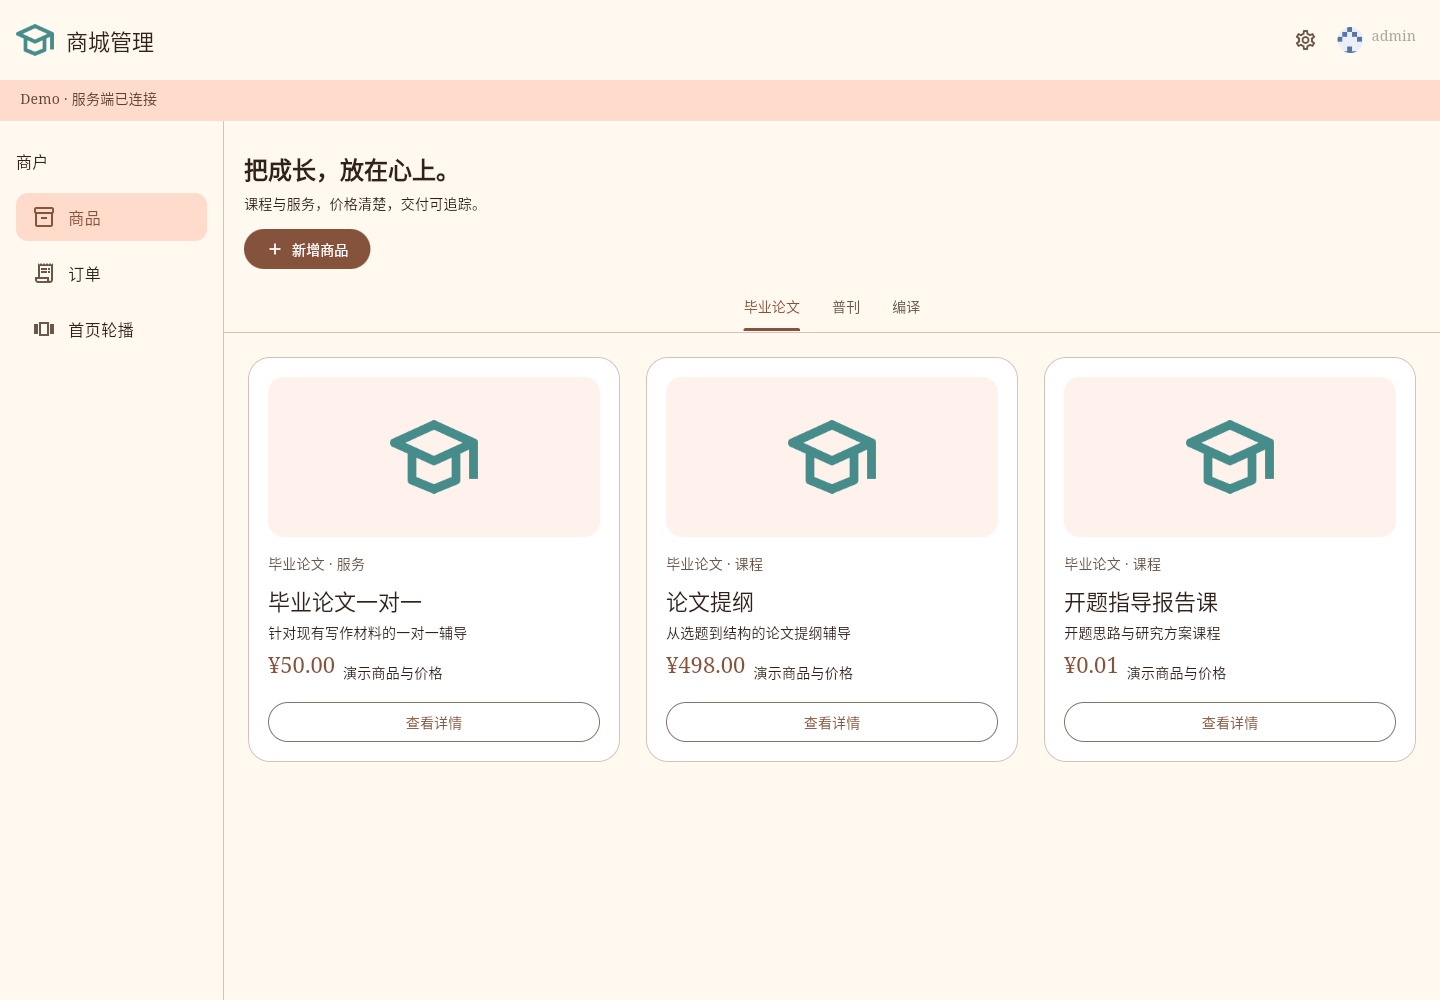 商城管理
admin
Demo · 服务端已连接
商户
商品
订单
首页轮播
把成长，放在心上。
课程与服务，价格清楚，交付可追踪。
新增商品
毕业论文 普刊 编译
毕业论文 · 服务
毕业论文一对一
针对现有写作材料的一对一辅导
¥50.00 演示商品与价格
查看详情
毕业论文 · 课程
论文提纲
从选题到结构的论文提纲辅导
¥498.00 演示商品与价格
查看详情
毕业论文 · 课程
开题指导报告课
开题思路与研究方案课程
¥0.01 演示商品与价格
查看详情